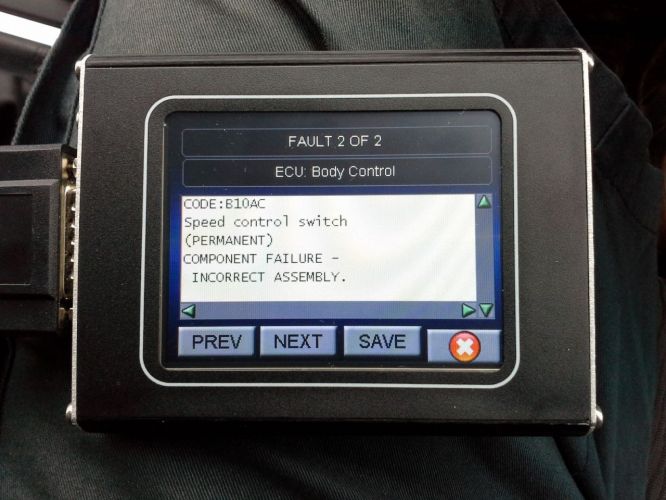 FAULT 2 OF 2
ECU: Body Control
CODE:B10AC
Speed control switch
(PERMANENT)
COMPONENT FAILURE -
INCORRECT ASSEMBLY.
PREV NEXT SAVE